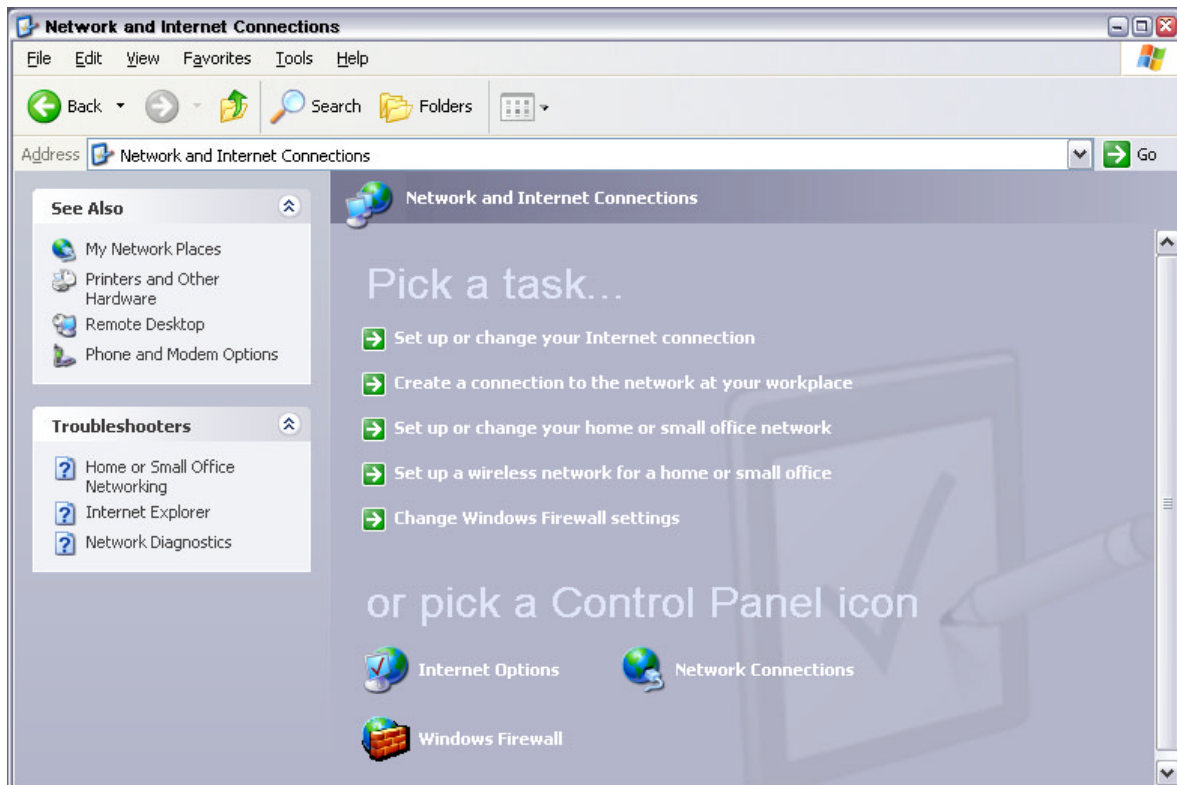 Network and Internet Connections
File Edit View Favorites Tools Help
Back Search Folders
Address Network and Internet Connections Go
See Also
My Network Places
Printers and Other
Hardware
Remote Desktop
Phone and Modem Options
Troubleshooters
Home or Small Office
Networking
Internet Explorer
Network Diagnostics
Network and Internet Connections
Pick a task...
Set up or change your Internet connection
Create a connection to the network at your workplace
Set up or change your home or small office network
Set up a wireless network for a home or small office
Change Windows Firewall settings
or pick a Control Panel icon
Internet Options Network Connections
Windows Firewall